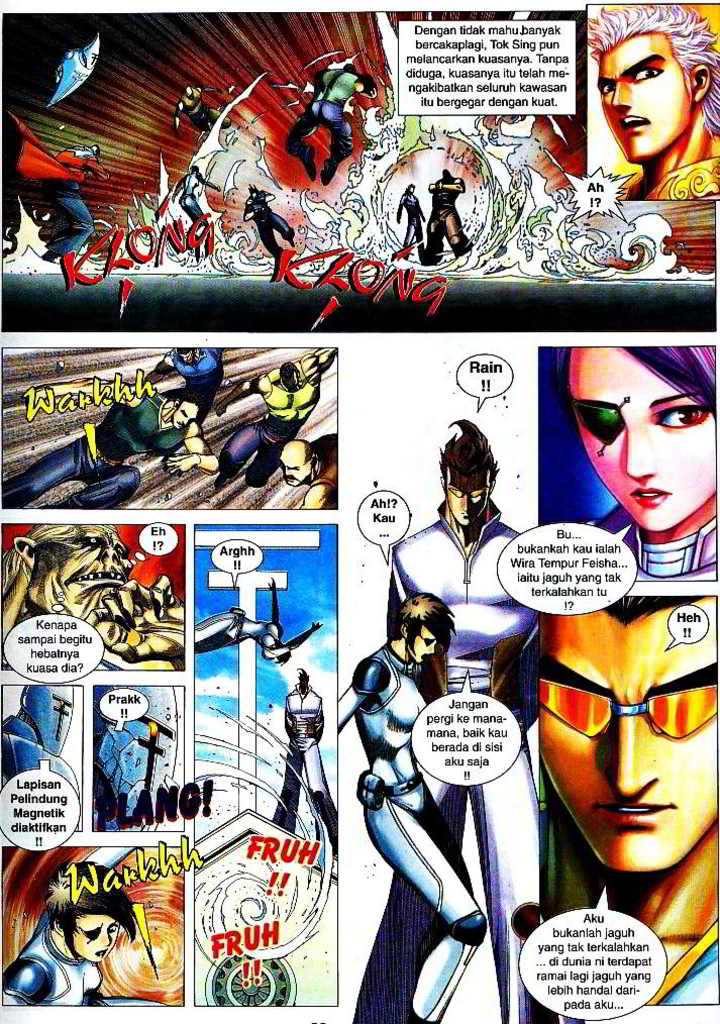 Dengan tidak mahu banyak
bercakaplagi, Tok Sing pun
melancarkan kuasanya. Tanpa
diduga, kuasanya itu telah me-
ngakibatkan seluruh kawasan
itu bergegar dengan kuat.
Ah
!?
KLONG
!
KLONG
!
Warkhh
!
Rain
!!
Ah!?
Kau
...
Bu...
bukankah kau ialah
Wira Tempur Feisha...
iaitu jaguh yang tak
terkalahkan tu
!?
Eh
!?
Kenapa
sampai begitu
hebatnya
kuasa dia?
Arghh
!!
Heh
!!
Jangan
pergi ke mana-
mana, baik kau
berada di sisi
aku saja
!!
Lapisan
Pelindung
Magnetik
diaktifkan
!!
Prakk
!!
PLANG!
Warkhh
!
FRUH
!!
FRUH
!!
Aku
bukanlah jaguh
yang tak terkalahkan
... di dunia ni terdapat
ramai lagi jaguh yang
lebih handal dari-
pada aku...